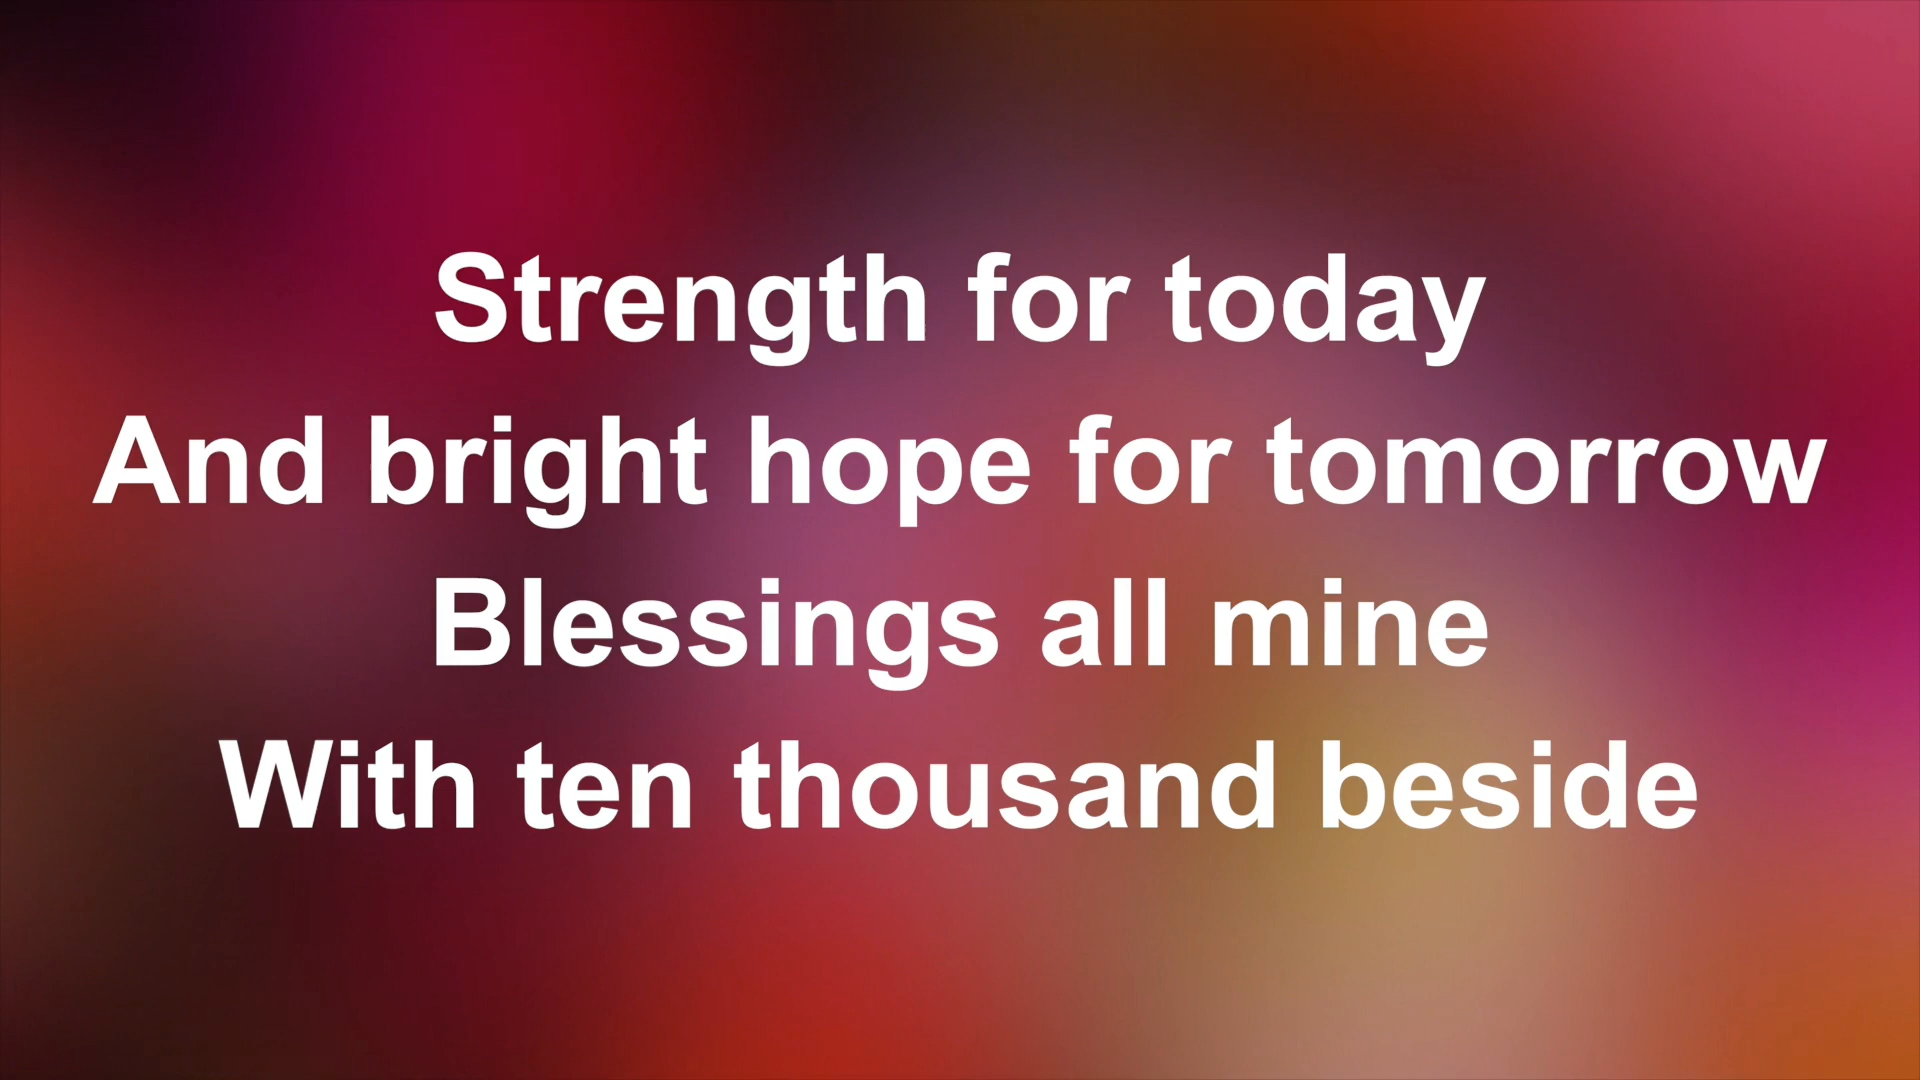 Strength for today
And bright hope for tomorrow
Blessings all mine
With ten thousand beside